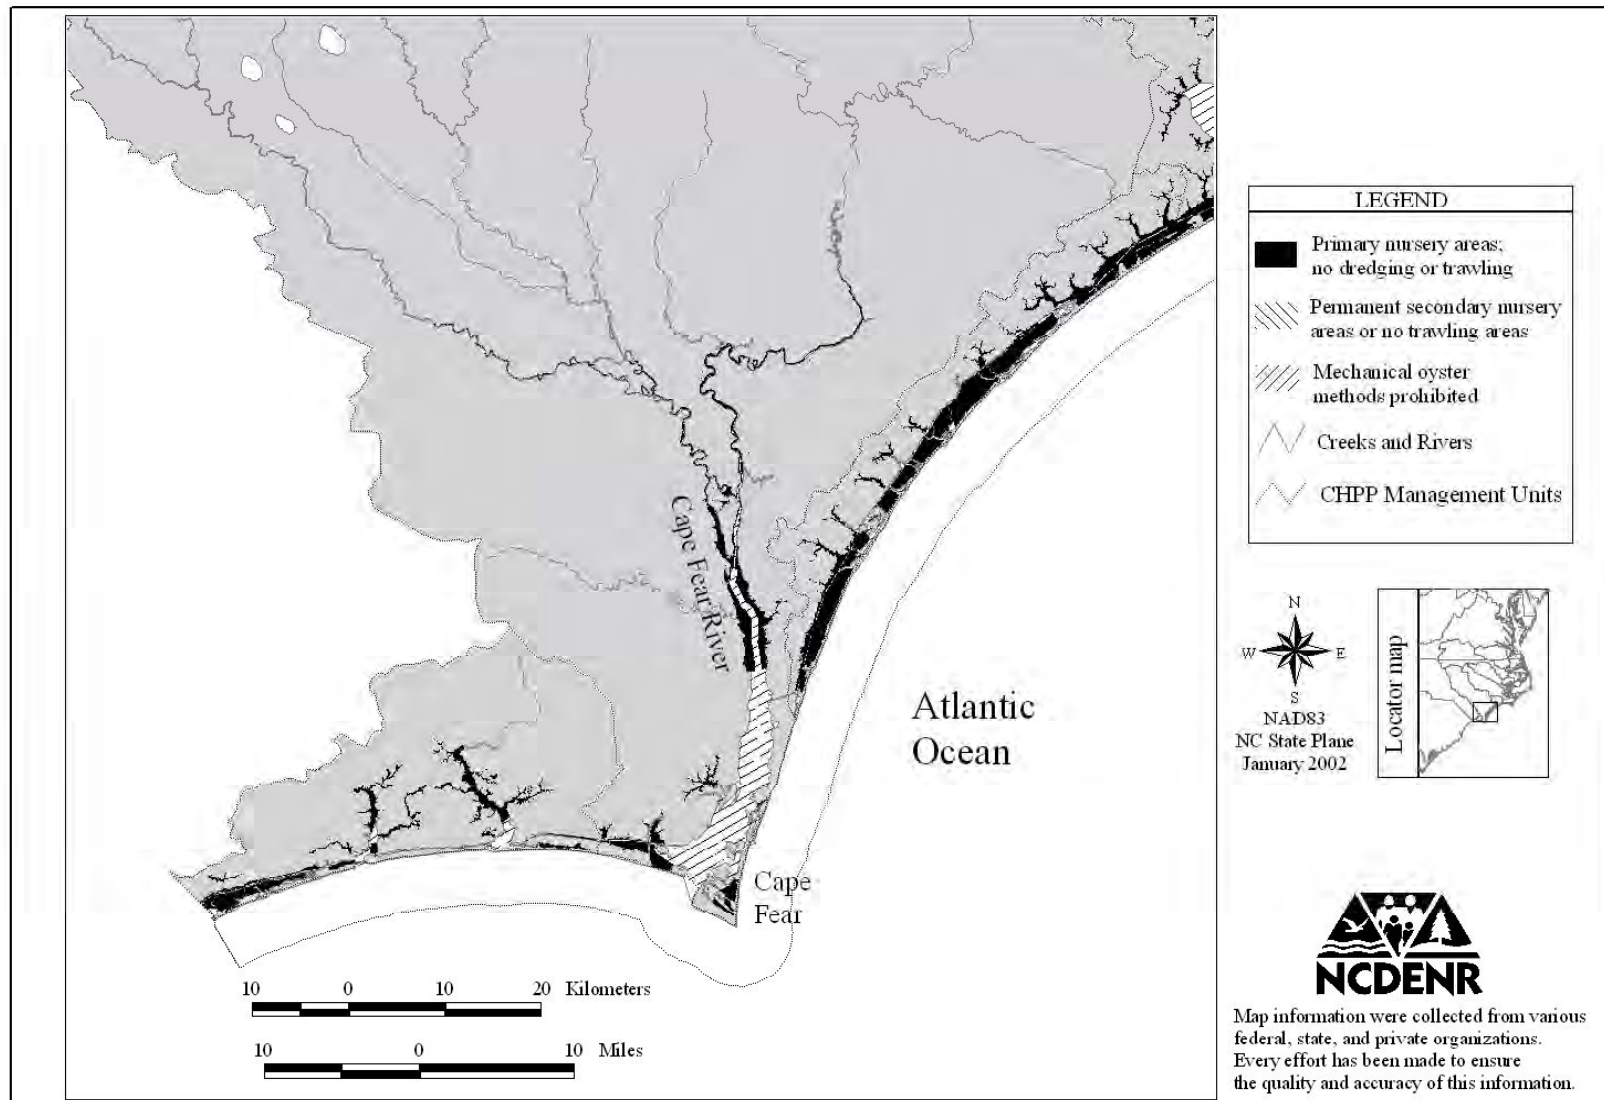 Cape Fear River
Atlantic
Ocean
Cape
Fear
10 0 10 20 Kilometers
10 0 10 Miles
LEGEND
Primary nursery areas;
no dredging or trawling
Permanent secondary nursery
areas or no trawling areas
Mechanical oyster
methods prohibited
Creeks and Rivers
CHPP Management Units
N
W E
S
NAD83
NC State Plane
January 2002
Locator map
NCDENR
Map information were collected from various
federal, state, and private organizations.
Every effort has been made to ensure
the quality and accuracy of this information.